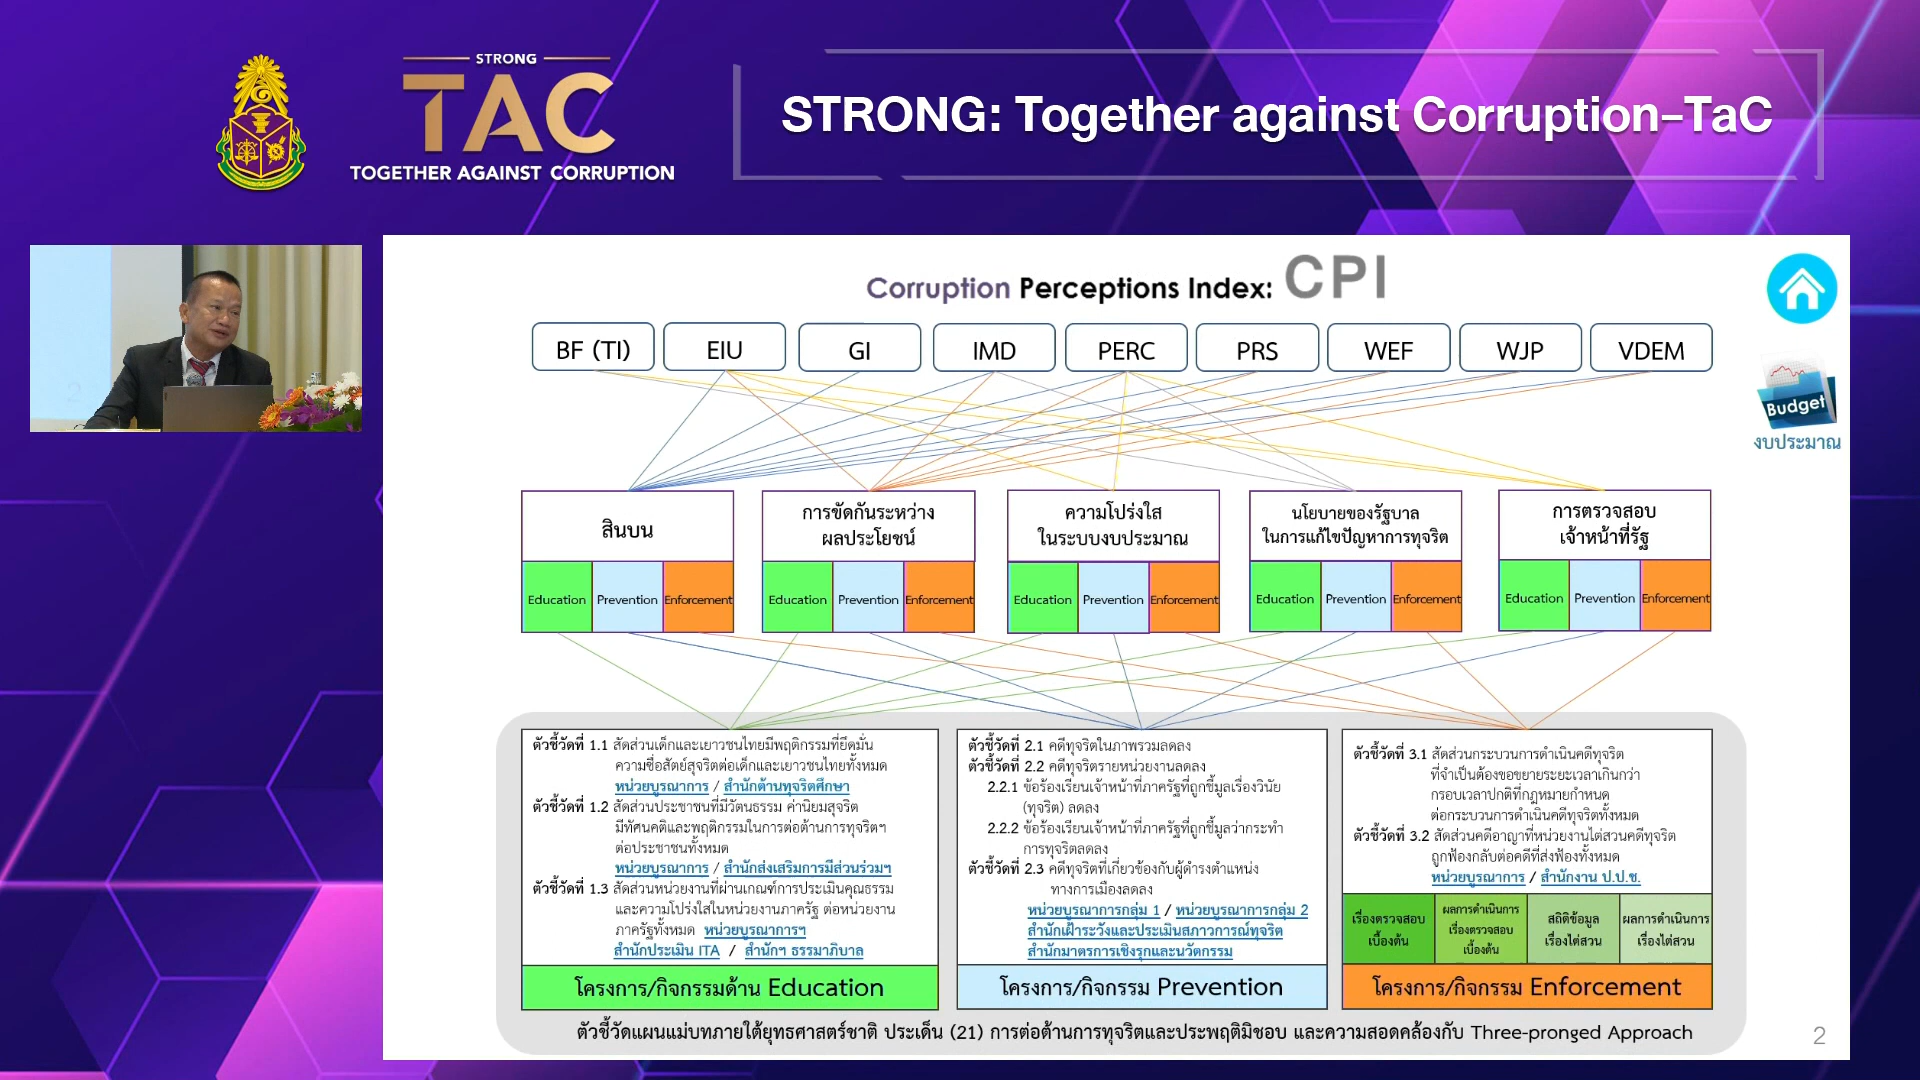 STRONG
TAC
TOGETHER AGAINST CORRUPTION
STRONG: Together against Corruption-TaC
Corruption Perceptions Index: CPI
BF (TI)
EIU
GI
IMD
PERC
PRS
WEF
WJP
VDEM
Budget
งบประมาณ
สินบน
Education
Prevention
Enforcement
การขัดกันระหว่าง
ผลประโยชน์
Education
Prevention
Enforcement
ความโปร่งใส
ในระบบงบประมาณ
Education
Prevention
Enforcement
นโยบายของรัฐบาล
ในการแก้ไขปัญหาการทุจริต
Education
Prevention
Enforcement
การตรวจสอบ
เจ้าหน้าที่รัฐ
Education
Prevention
Enforcement
ตัวชี้วัดที่ 1.1 สัดส่วนเด็กและเยาวชนไทยมีพฤติกรรมที่ยึดมั่น
ความซื่อสัตย์สุจริตต่อเด็กและเยาวชนไทยทั้งหมด
หน่วยบูรณาการ / สำนักต้านทุจริตศึกษา
ตัวชี้วัดที่ 1.2 สัดส่วนประชาชนที่มีวัตนธรรม ค่านิยมสุจริต
มีทัศนคติและพฤติกรรมในการต่อต้านการทุจริตฯ
ต่อประชาชนทั้งหมด
หน่วยบูรณาการ / สำนักส่งเสริมการมีส่วนร่วมฯ
ตัวชี้วัดที่ 1.3 สัดส่วนหน่วยงานที่ผ่านเกณฑ์การประเมินคุณธรรม
และความโปร่งใสในหน่วยงานภาครัฐ ต่อหน่วยงาน
ภาครัฐทั้งหมด หน่วยบูรณาการฯ
สำนักประเมิน ITA / สำนักฯ ธรรมาภิบาล
โครงการ/กิจกรรมด้าน Education
ตัวชี้วัดที่ 2.1 คดีทุจริตในภาพรวมลดลง
ตัวชี้วัดที่ 2.2 คดีทุจริตรายหน่วยงานลดลง
2.2.1 ข้อร้องเรียนเจ้าหน้าที่ภาครัฐที่ถูกชี้มูลเรื่องวินัย
(ทุจริต) ลดลง
2.2.2 ข้อร้องเรียนเจ้าหน้าที่ภาครัฐที่ถูกชี้มูลว่ากระทำ
การทุจริตลดลง
ตัวชี้วัดที่ 2.3 คดีทุจริตที่เกี่ยวข้องกับผู้ดำรงตำแหน่ง
ทางการเมืองลดลง
หน่วยบูรณาการกลุ่ม 1 / หน่วยบูรณาการกลุ่ม 2
สำนักเฝ้าระวังและประเมินสภาวการณ์ทุจริต
สำนักมาตรการเชิงรุกและนวัตกรรม
โครงการ/กิจกรรม Prevention
ตัวชี้วัดที่ 3.1 สัดส่วนกระบวนการดำเนินคดีทุจริต
ที่จำเป็นต้องขอขยายระยะเวลาเกินกว่า
กรอบเวลาปกติที่กฎหมายกำหนด
ต่อกระบวนการดำเนินคดีทุจริตทั้งหมด
ตัวชี้วัดที่ 3.2 สัดส่วนคดีอาญาที่หน่วยงานไต่สวนคดีทุจริต
ถูกฟ้องกลับต่อคดีที่ส่งฟ้องทั้งหมด
หน่วยบูรณาการ / สำนักงาน ป.ป.ช.
เรื่องตรวจสอบ
เบื้องต้น
ผลการดำเนินการ
เรื่องตรวจสอบ
เบื้องต้น
สถิติข้อมูล
เรื่องไต่สวน
ผลการดำเนินการ
เรื่องไต่สวน
โครงการ/กิจกรรม Enforcement
ตัวชี้วัดแผนแม่บทภายใต้ยุทธศาสตร์ชาติ ประเด็น (21) การต่อต้านการทุจริตและประพฤติมิชอบ และความสอดคล้องกับ Three-pronged Approach
2